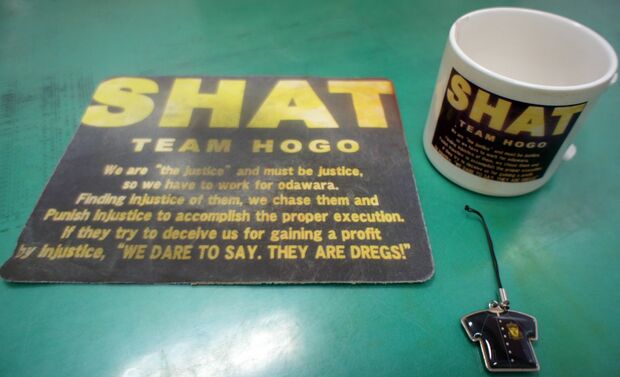 SHAT
TEAM HOGO
We are "the justice" and must be justice,
so we have to work for odawara.
Finding Injustice of them, we chase them and
Punish Injustice to accomplish the proper execution.
If they try to deceive us for gaining a profit
by Injustice, "WE DARE TO SAY. THEY ARE DREGS!"
SHAT
TEAM HOGO